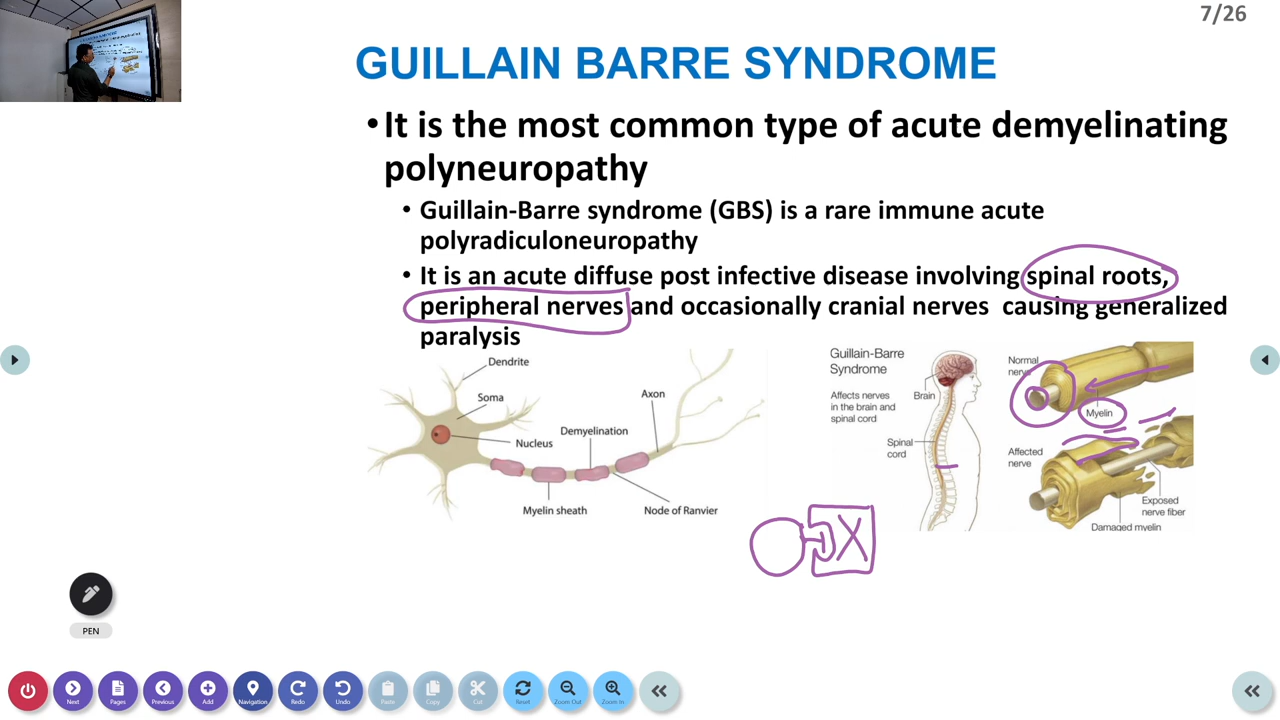 7/26
GUILLAIN BARRE SYNDROME
•It is the most common type of acute demyelinating
polyneuropathy
• Guillain-Barre syndrome (GBS) is a rare immune acute
polyradiculoneuropathy
• It is an acute diffuse post infective disease involving spinal roots,
peripheral nerves and occasionally cranial nerves causing generalized
paralysis
Dendrite
Soma
Axon
Nucleus
Demyelination
Myelin sheath
Node of Ranvier
Guillain-Barre
Syndrome
Affects nerves
in the brain and
spinal cord
Brain
Spinal
cord
Normal
nerve
Myelin
Affected
nerve
Exposed
nerve fiber
Damaged myelin
X
PEN
Next
Pages
Previous
Add
Navigation
Redo
Undo
Paste
Copy
Cut
Reset
Zoom Out
Zoom In